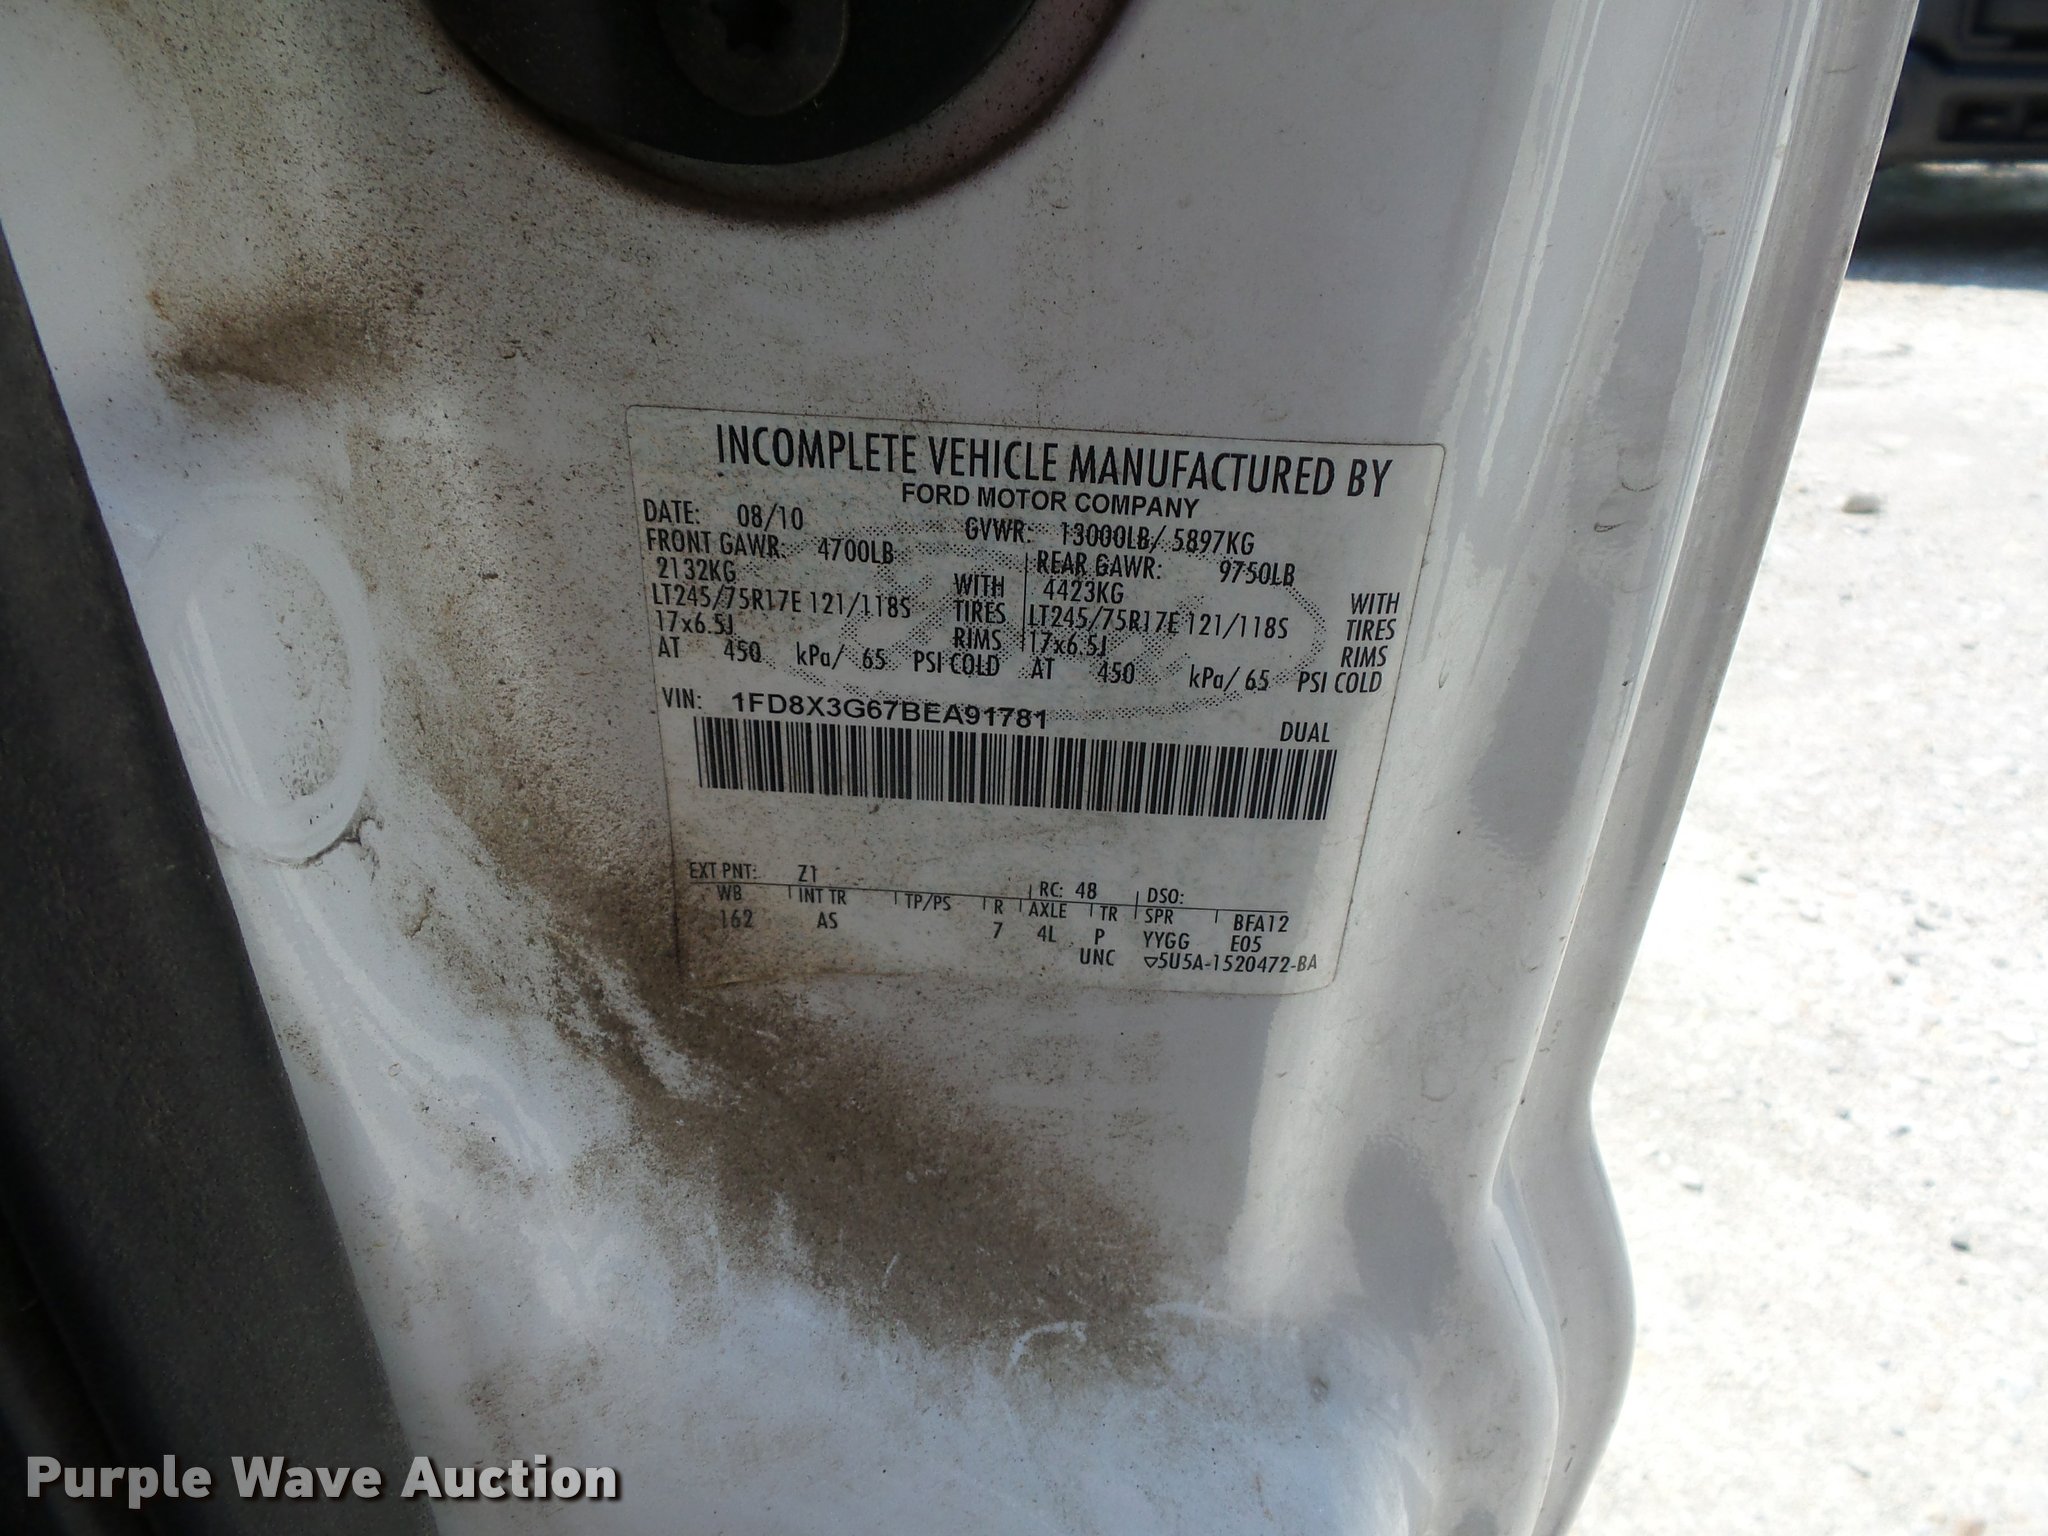 INCOMPLETE VEHICLE MANUFACTURED BY
FORD MOTOR COMPANY
DATE: 08/10 GVWR: 13000LB/ 5897KG
FRONT GAWR: 4700LB REAR GAWR: 9750LB
2132KG WITH 4423KG WITH
LT245/75R17E 121/118S TIRES LT245/75R17E 121/118S TIRES
17x6.5J RIMS 17x6.5J RIMS
AT 450 kPa/ 65 PSI COLD AT 450 kPa/ 65 PSI COLD
VIN: 1FD8X3G67BEA91781
DUAL
EXT PNT: Z1 RC: 48 DSO:
WB INT TR TP/PS R AXLE TR SPR BFA12
162 AS 7 4L P YYGG E05
UNC ▽5U5A-1520472-BA
Purple Wave Auction